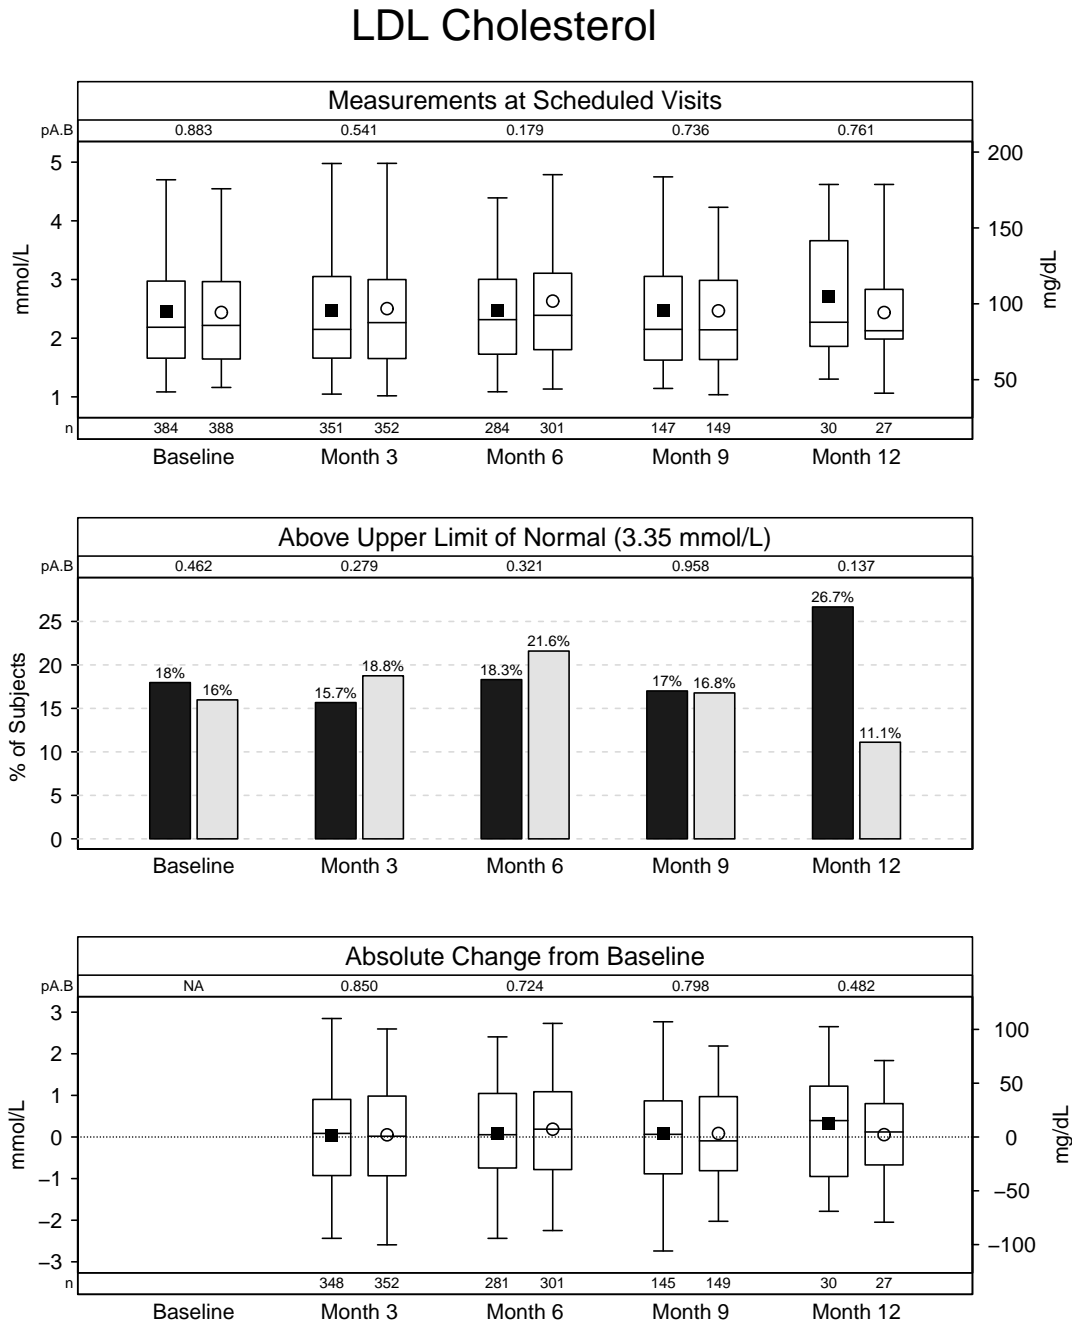 LDL Cholesterol
Measurements at Scheduled Visits
pA.B 0.883 0.541 0.179 0.736 0.761
5
4
3
2
1
mmol/L
200
150
100
50
mg/dL
n 384 388 351 352 284 301 147 149 30 27
Baseline Month 3 Month 6 Month 9 Month 12
Above Upper Limit of Normal (3.35 mmol/L)
pA.B 0.462 0.279 0.321 0.958 0.137
25
20
15
10
5
0
% of Subjects
18% 16% 15.7% 18.8% 18.3% 21.6% 17% 16.8% 26.7% 11.1%
Baseline Month 3 Month 6 Month 9 Month 12
Absolute Change from Baseline
pA.B NA 0.850 0.724 0.798 0.482
3
2
1
0
−1
−2
−3
mmol/L
100
50
0
−50
−100
mg/dL
n 348 352 281 301 145 149 30 27
Baseline Month 3 Month 6 Month 9 Month 12